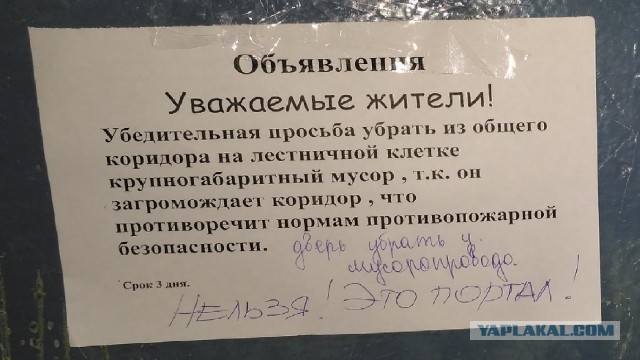 Объявления
Уважаемые жители!
Убедительная просьба убрать из общего
коридора на лестничной клетке
крупногабаритный мусор , т.к. он
загромождает коридор , что
противоречит нормам противопожарной
безопасности. дверь убрать у
мусоропровода.
Срок 3 дня.
НЕЛЬЗЯ! ЭТО ПОРТАЛ!
YAPLAKAL.COM